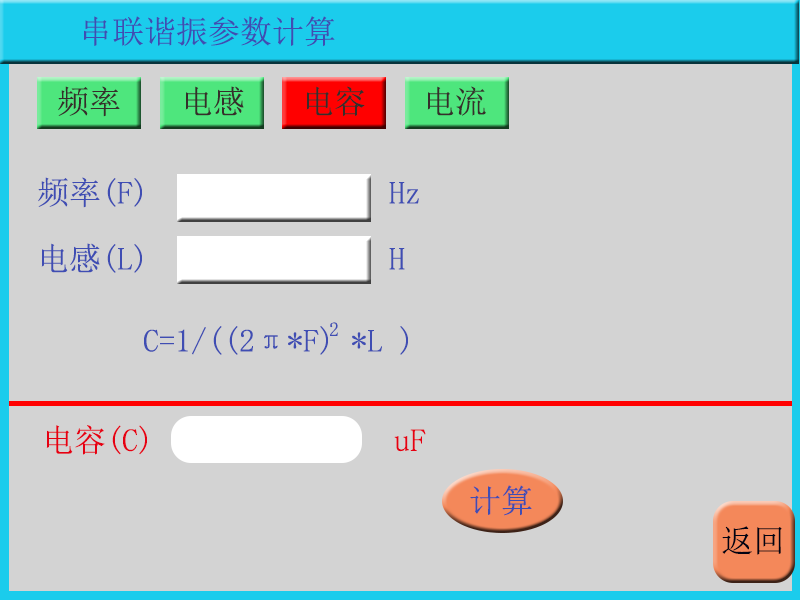 串联谐振参数计算
频率 电感 电容 电流
频率(F) Hz
电感(L) H
C=1/((2π*F)² *L )
电容(C) uF
计算
返回